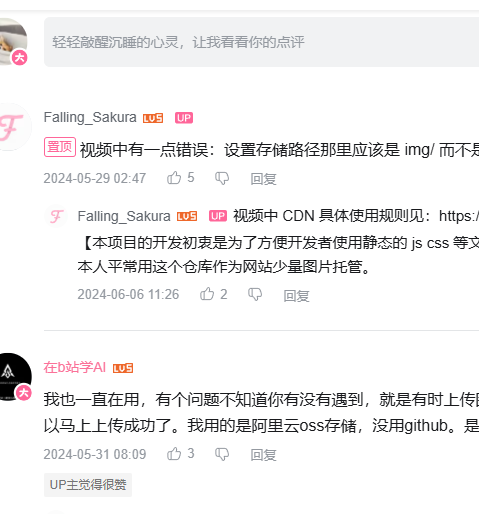 轻轻敲醒沉睡的心灵，让我看看你的点评
大
Falling_Sakura LV5 UP
置顶 视频中有一点错误：设置存储路径那里应该是 img/ 而不是
2024-05-29 02:47 5 回复
Falling_Sakura LV5 UP 视频中 CDN 具体使用规则见：https:/
【本项目的开发初衷是为了方便开发者使用静态的 js css 等文
本人平常用这个仓库作为网站少量图片托管。
2024-06-06 11:26 2 回复
在b站学AI LV5
大
我也一直在用，有个问题不知道你有没有遇到，就是有时上传
以马上上传成功了。我用的是阿里云oss存储，没用github。是
2024-05-31 08:09 3 回复
UP主觉得很赞